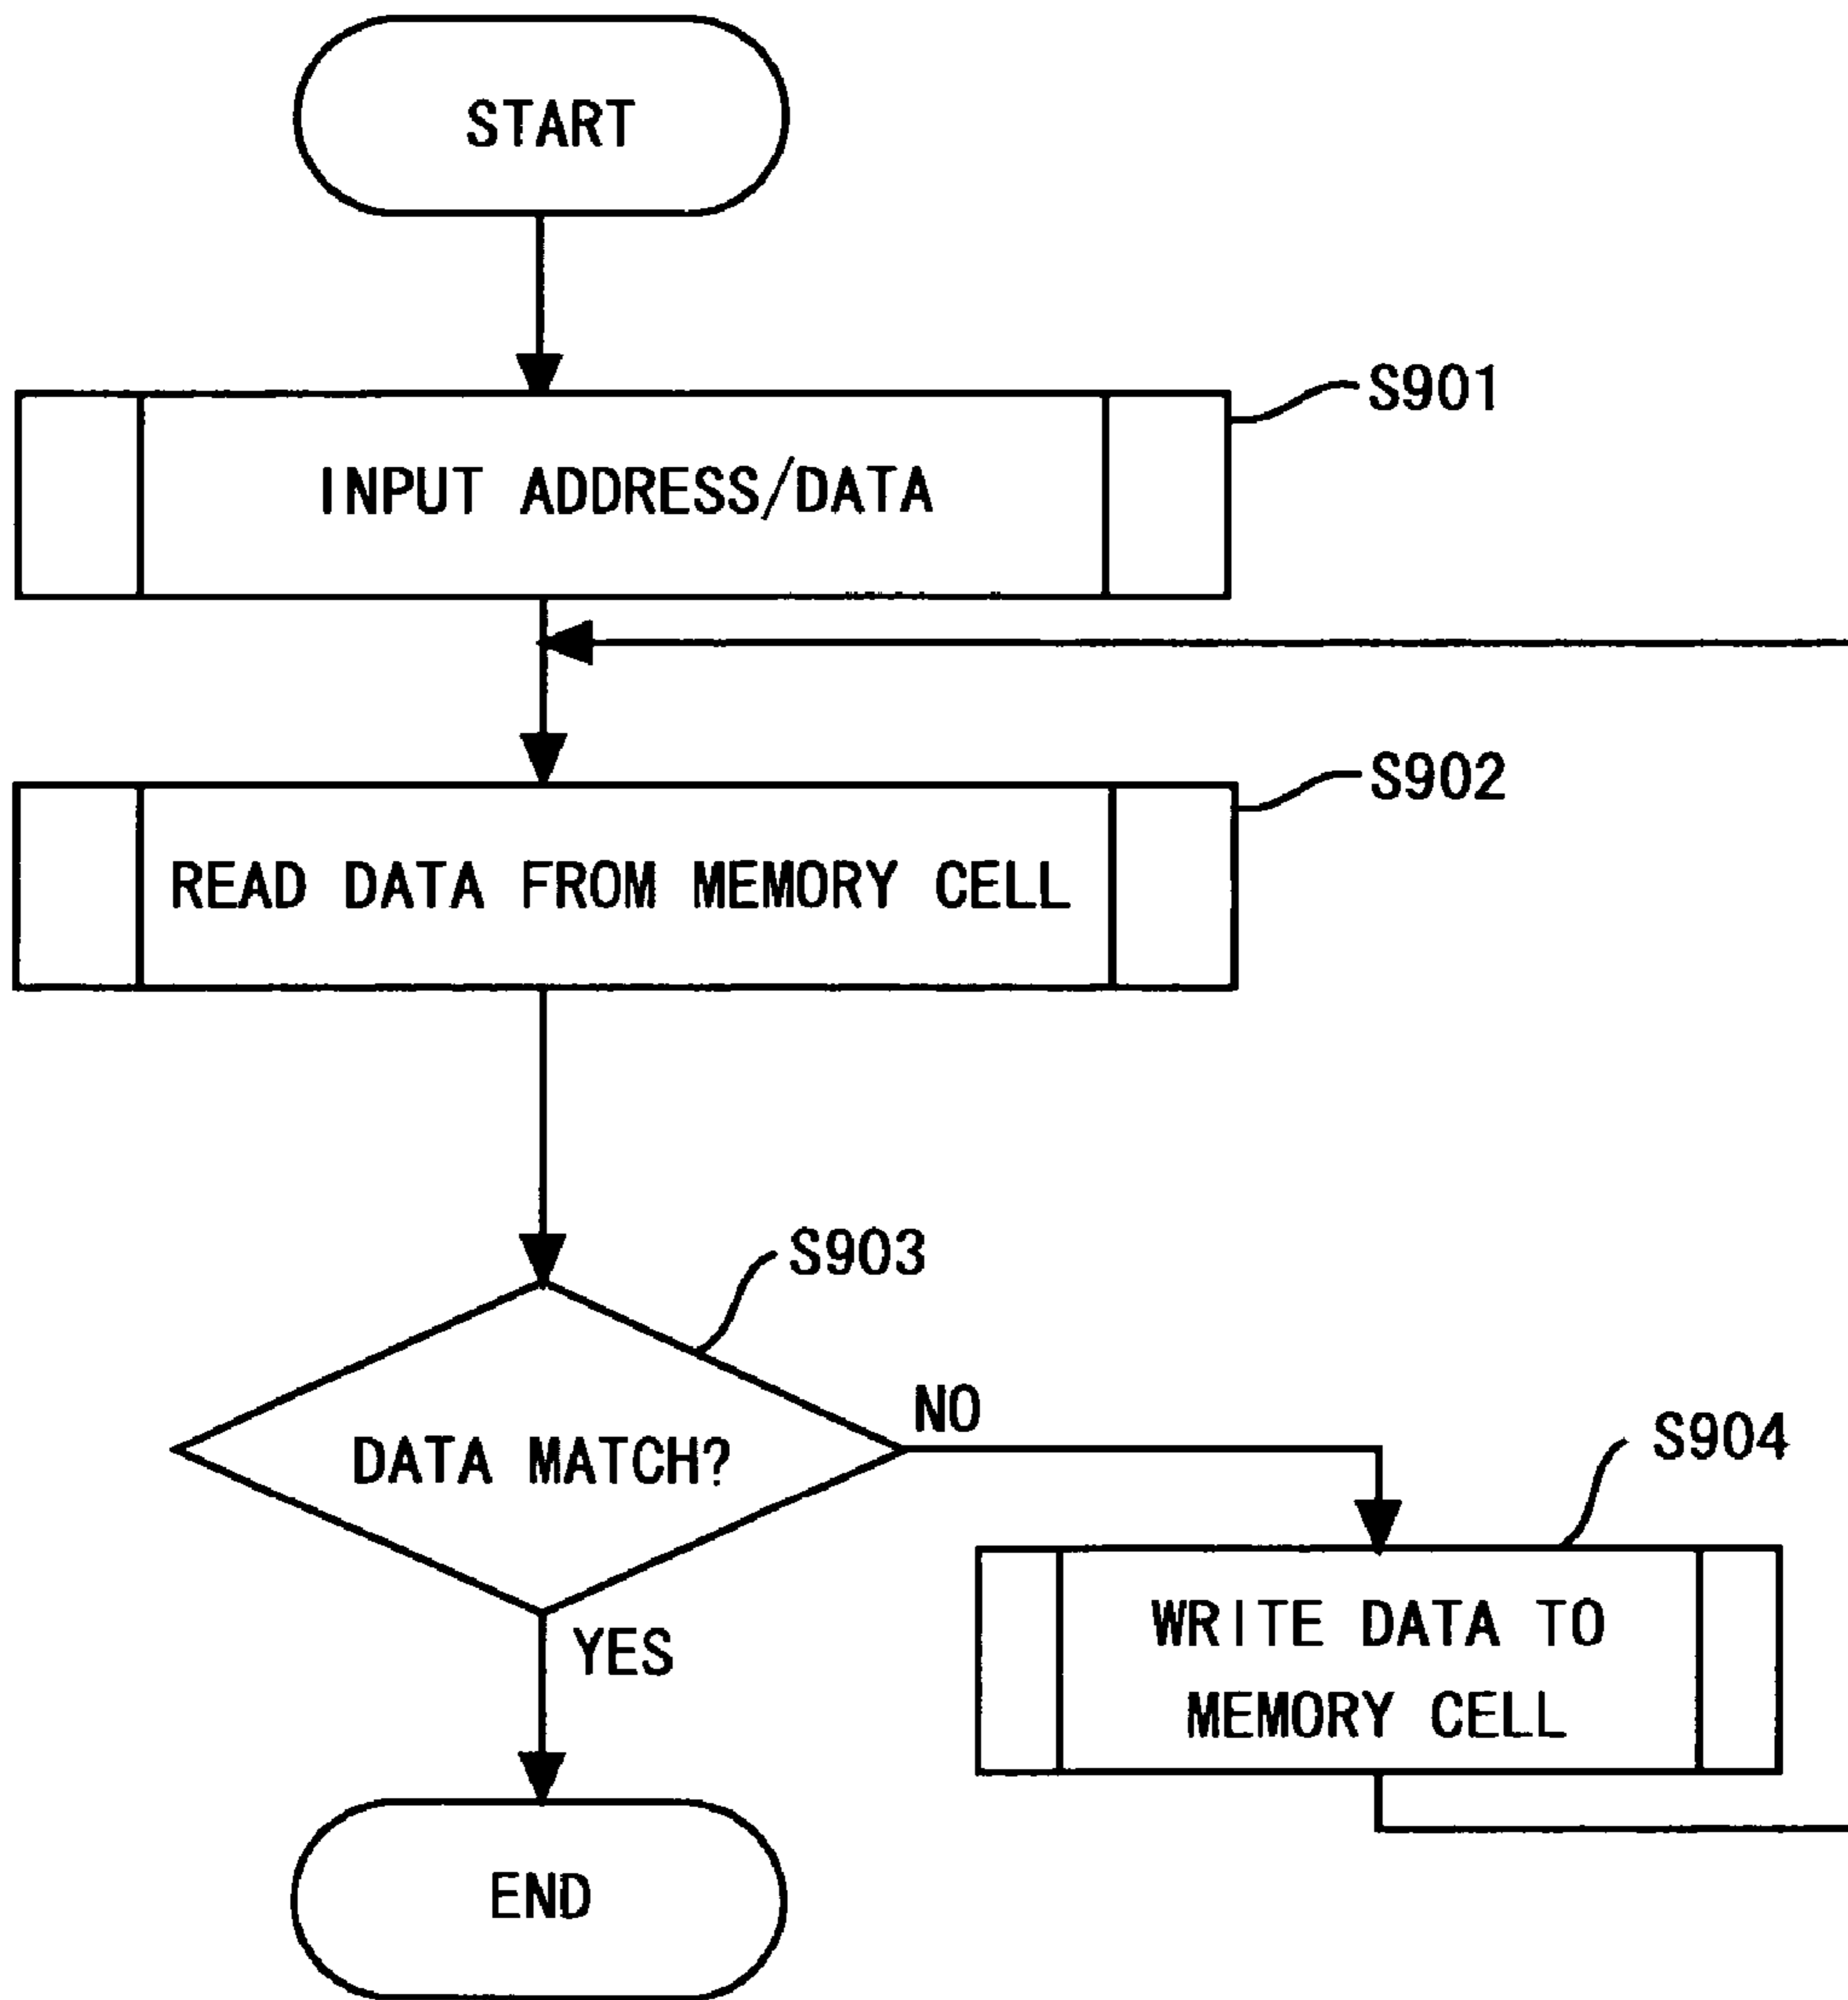 START
S901
INPUT ADDRESS/DATA
S902
READ DATA FROM MEMORY CELL
S903
DATA MATCH?
NO
S904
WRITE DATA TO
MEMORY CELL
YES
END